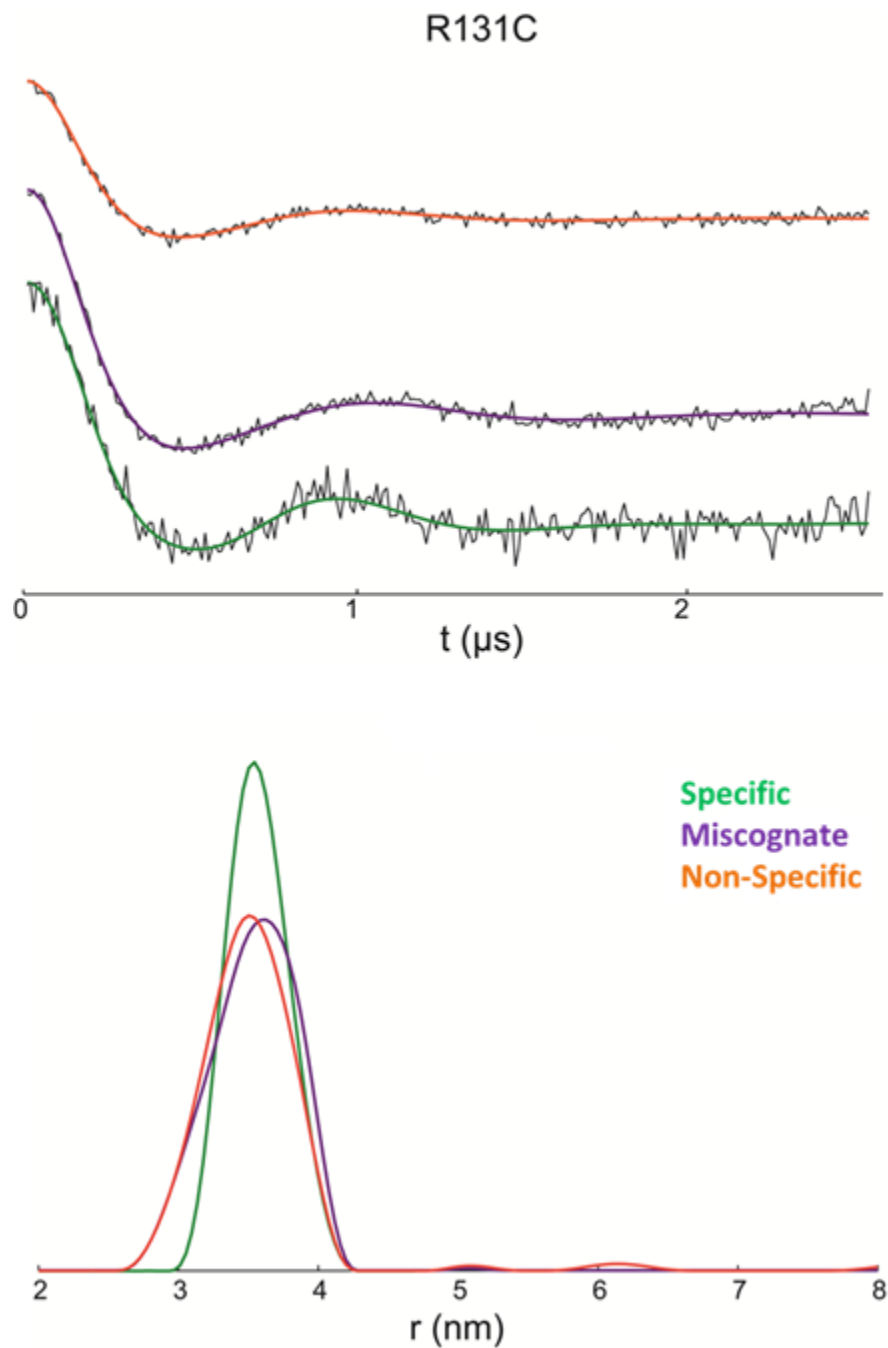 R131C
0 1 2
t (μs)
Specific
Miscognate
Non-Specific
2 3 4 5 6 7 8
r (nm)